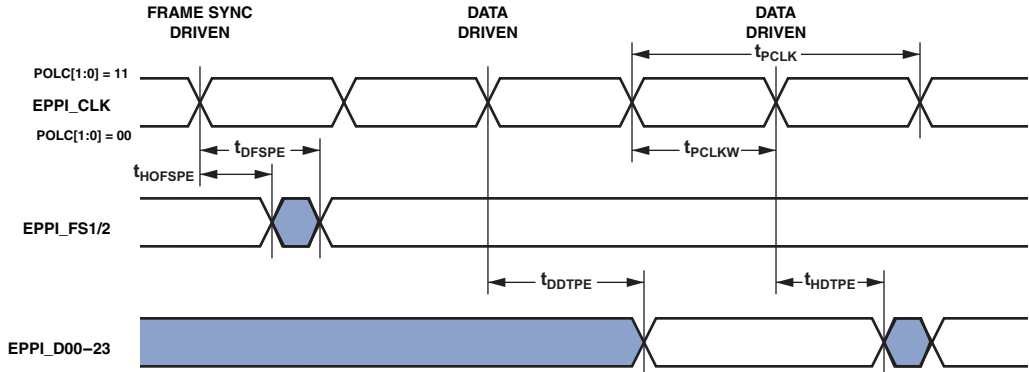 FRAME SYNC
DRIVEN
DATA
DRIVEN
DATA
DRIVEN
tPCLK
POLC[1:0] = 11
EPPI_CLK
POLC[1:0] = 00
tDFSPE
tPCLKW
tHOFSPE
EPPI_FS1/2
tDDTPE
tHDTPE
EPPI_D00–23